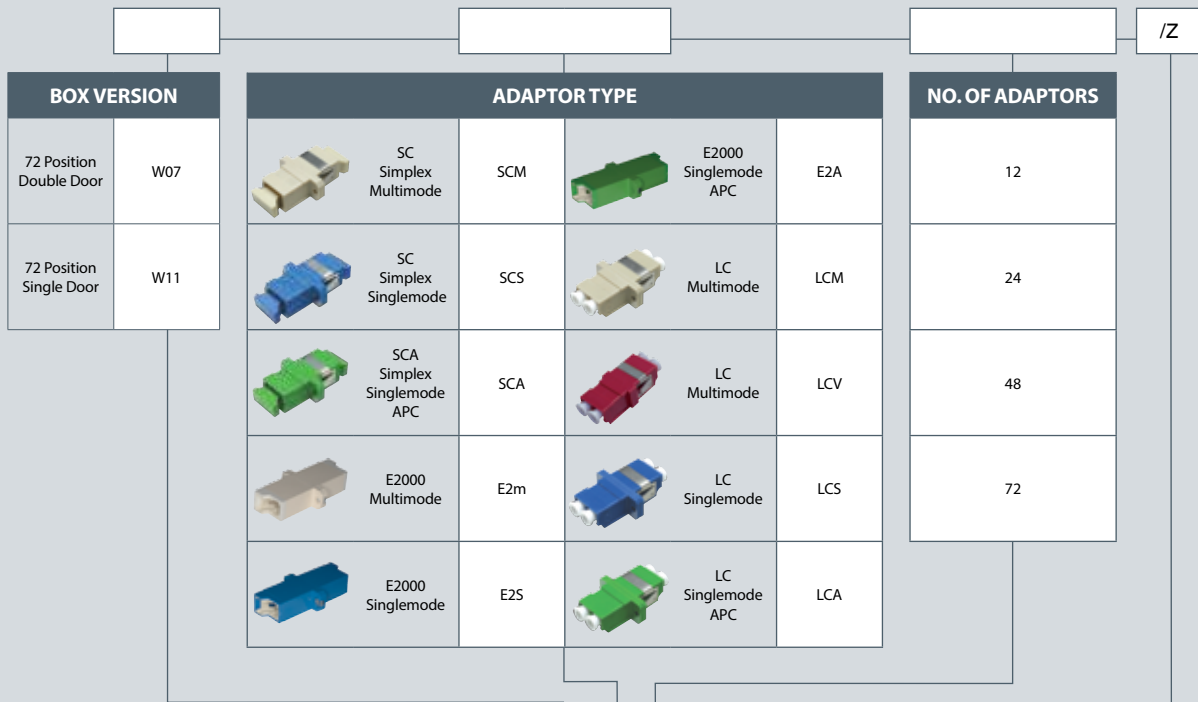 /Z
BOX VERSION
72 Position
Double Door
W07
72 Position
Single Door
W11
ADAPTOR TYPE
SC
Simplex
Multimode
SCM
E2000
Singlemode
APC
E2A
SC
Simplex
Singlemode
SCS
LC
Multimode
LCM
SCA
Simplex
Singlemode
APC
SCA
LC
Multimode
LCV
E2000
Multimode
E2m
LC
Singlemode
LCS
E2000
Singlemode
E2S
LC
Singlemode
APC
LCA
NO. OF ADAPTORS
12
24
48
72